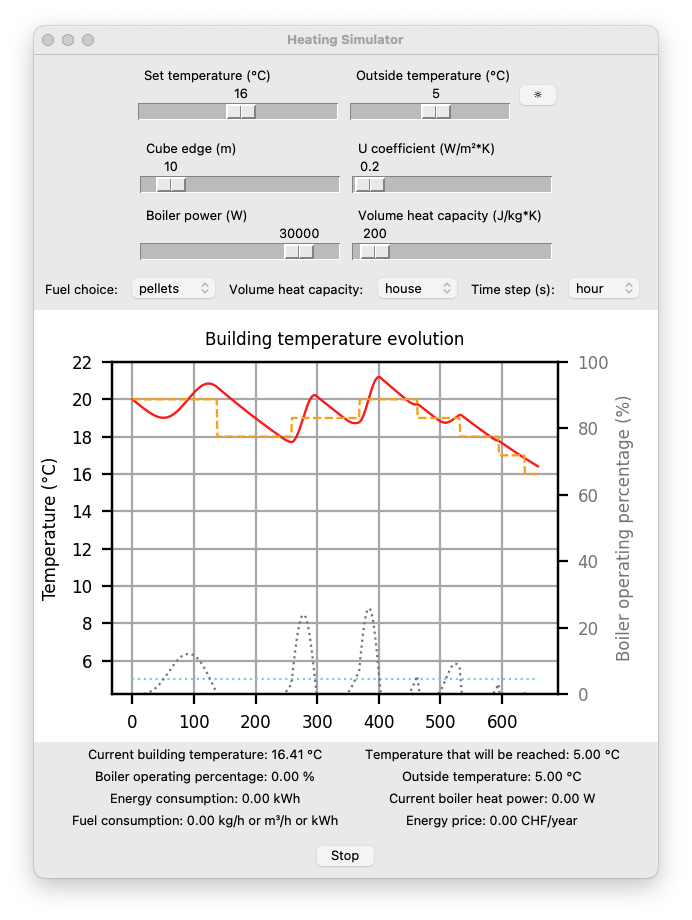 Heating Simulator
Set temperature (°C) Outside temperature (°C)
16 5
Cube edge (m) U coefficient (W/m²*K)
10 0.2
Boiler power (W) Volume heat capacity (J/kg*K)
30000 200
Fuel choice: pellets Volume heat capacity: house Time step (s): hour
Building temperature evolution
Temperature (°C)
22
20
18
16
14
12
10
8
6
100
80
60
40
20
0
Boiler operating percentage (%)
0 100 200 300 400 500 600
Current building temperature: 16.41 °C Temperature that will be reached: 5.00 °C
Boiler operating percentage: 0.00 % Outside temperature: 5.00 °C
Energy consumption: 0.00 kWh Current boiler heat power: 0.00 W
Fuel consumption: 0.00 kg/h or m³/h or kWh Energy price: 0.00 CHF/year
Stop